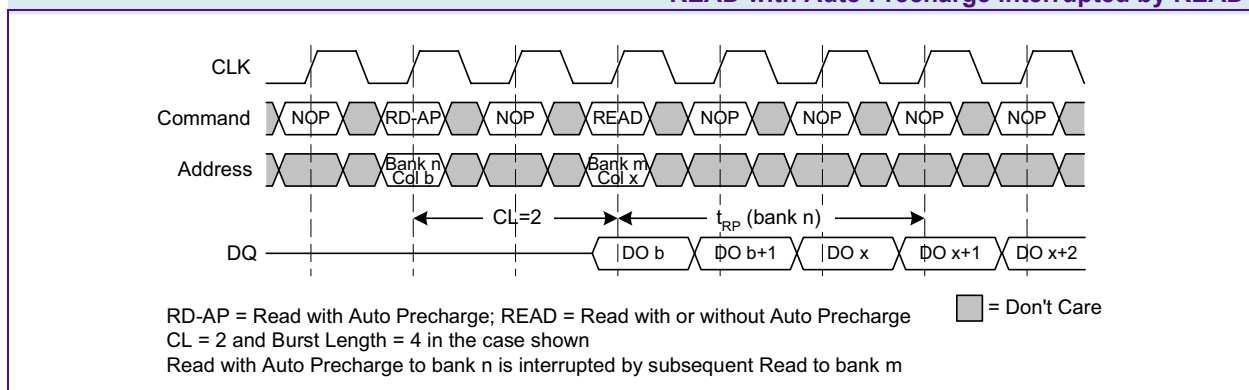 READ with Auto Precharge interrupted by READ
CLK
Command NOP RD-AP NOP READ NOP NOP NOP NOP
Address Bank n Bank m
Col b Col x
CL=2 tRP (bank n)
DQ DO b DO b+1 DO x DO x+1 DO x+2
RD-AP = Read with Auto Precharge; READ = Read with or without Auto Precharge
= Don't Care
CL = 2 and Burst Length = 4 in the case shown
Read with Auto Precharge to bank n is interrupted by subsequent Read to bank m